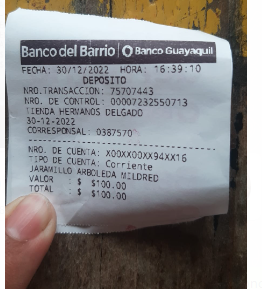 Banco del Barrio | Banco Guayaquil
FECHA: 30/12/2022 HORA: 16:39:10
DEPOSITO
NRO.TRANSACCION: 75707443
NRO. DE CONTROL: 00007232550713
TIENDA HERMANOS DELGADO
30-12-2022
CORRESPONSAL: 0387570
NRO. DE CUENTA: X00XX00XX94XX16
TIPO DE CUENTA: Corriente
JARAMILLO ARBOLEDA MILDRED
VALOR : $ $100.00
TOTAL : $ $100.00